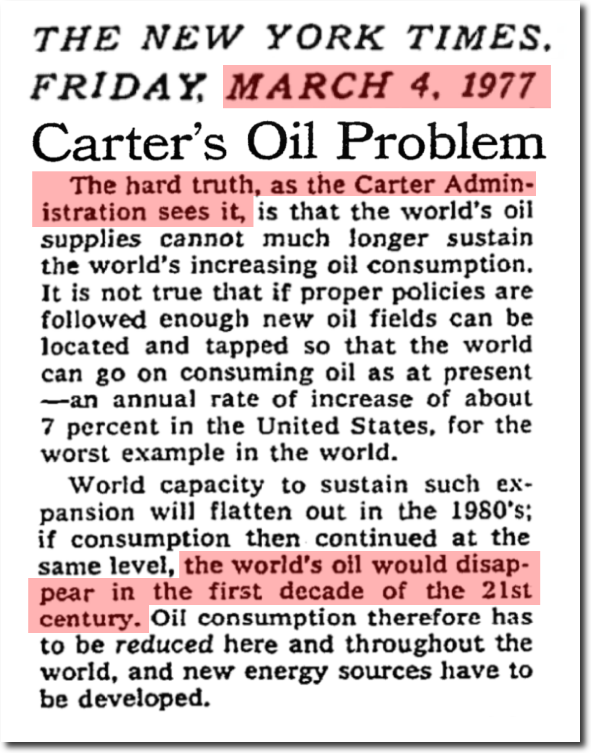 THE NEW YORK TIMES,
FRIDAY, MARCH 4, 1977
Carter's Oil Problem
The hard truth, as the Carter Admin-
istration sees it, is that the world's oil
supplies cannot much longer sustain
the world's increasing oil consumption.
It is not true that if proper policies are
followed enough new oil fields can be
located and tapped so that the world
can go on consuming oil as at present
—an annual rate of increase of about
7 percent in the United States, for the
worst example in the world.
World capacity to sustain such ex-
pansion will flatten out in the 1980's;
if consumption then continued at the
same level, the world's oil would disap-
pear in the first decade of the 21st
century. Oil consumption therefore has
to be reduced here and throughout the
world, and new energy sources have to
be developed.